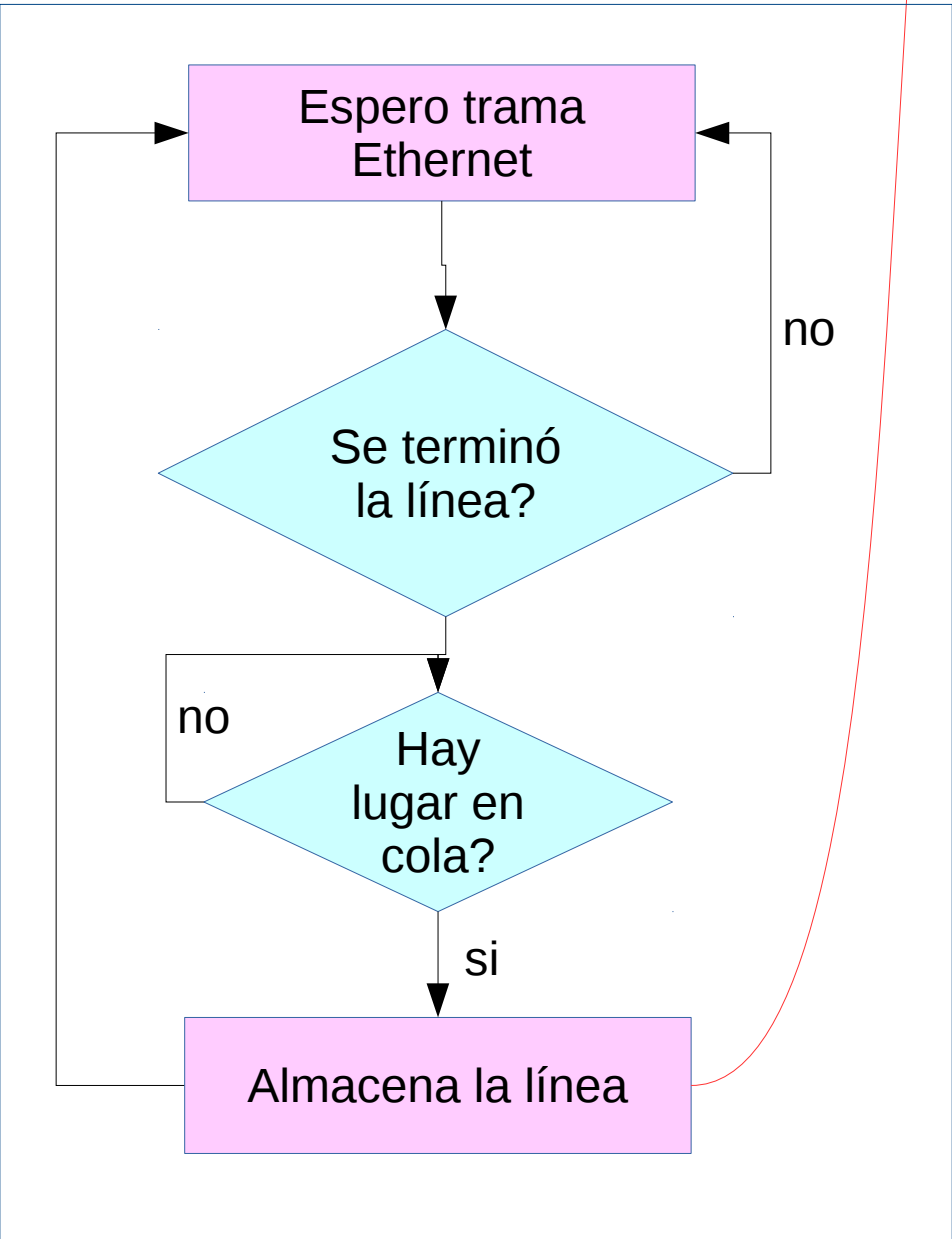 Espero trama
Ethernet
no
Se terminó
la línea?
no
Hay
lugar en
cola?
si
Almacena la línea